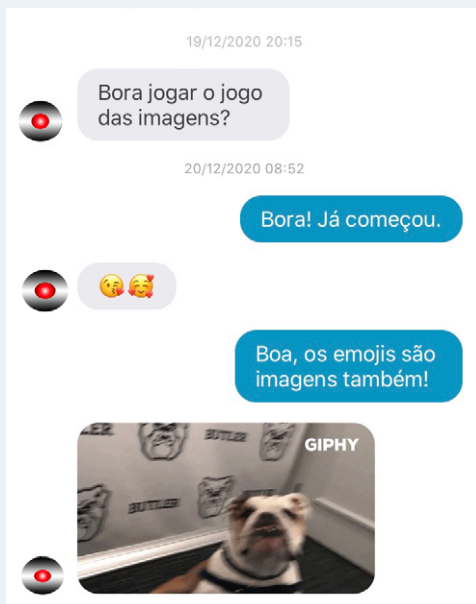 19/12/2020 20:15
Bora jogar o jogo
das imagens?
20/12/2020 08:52
Bora! Já começou.
😘🥰
Boa, os emojis são
imagens também!
BUTLER
GIPHY
BUTLER